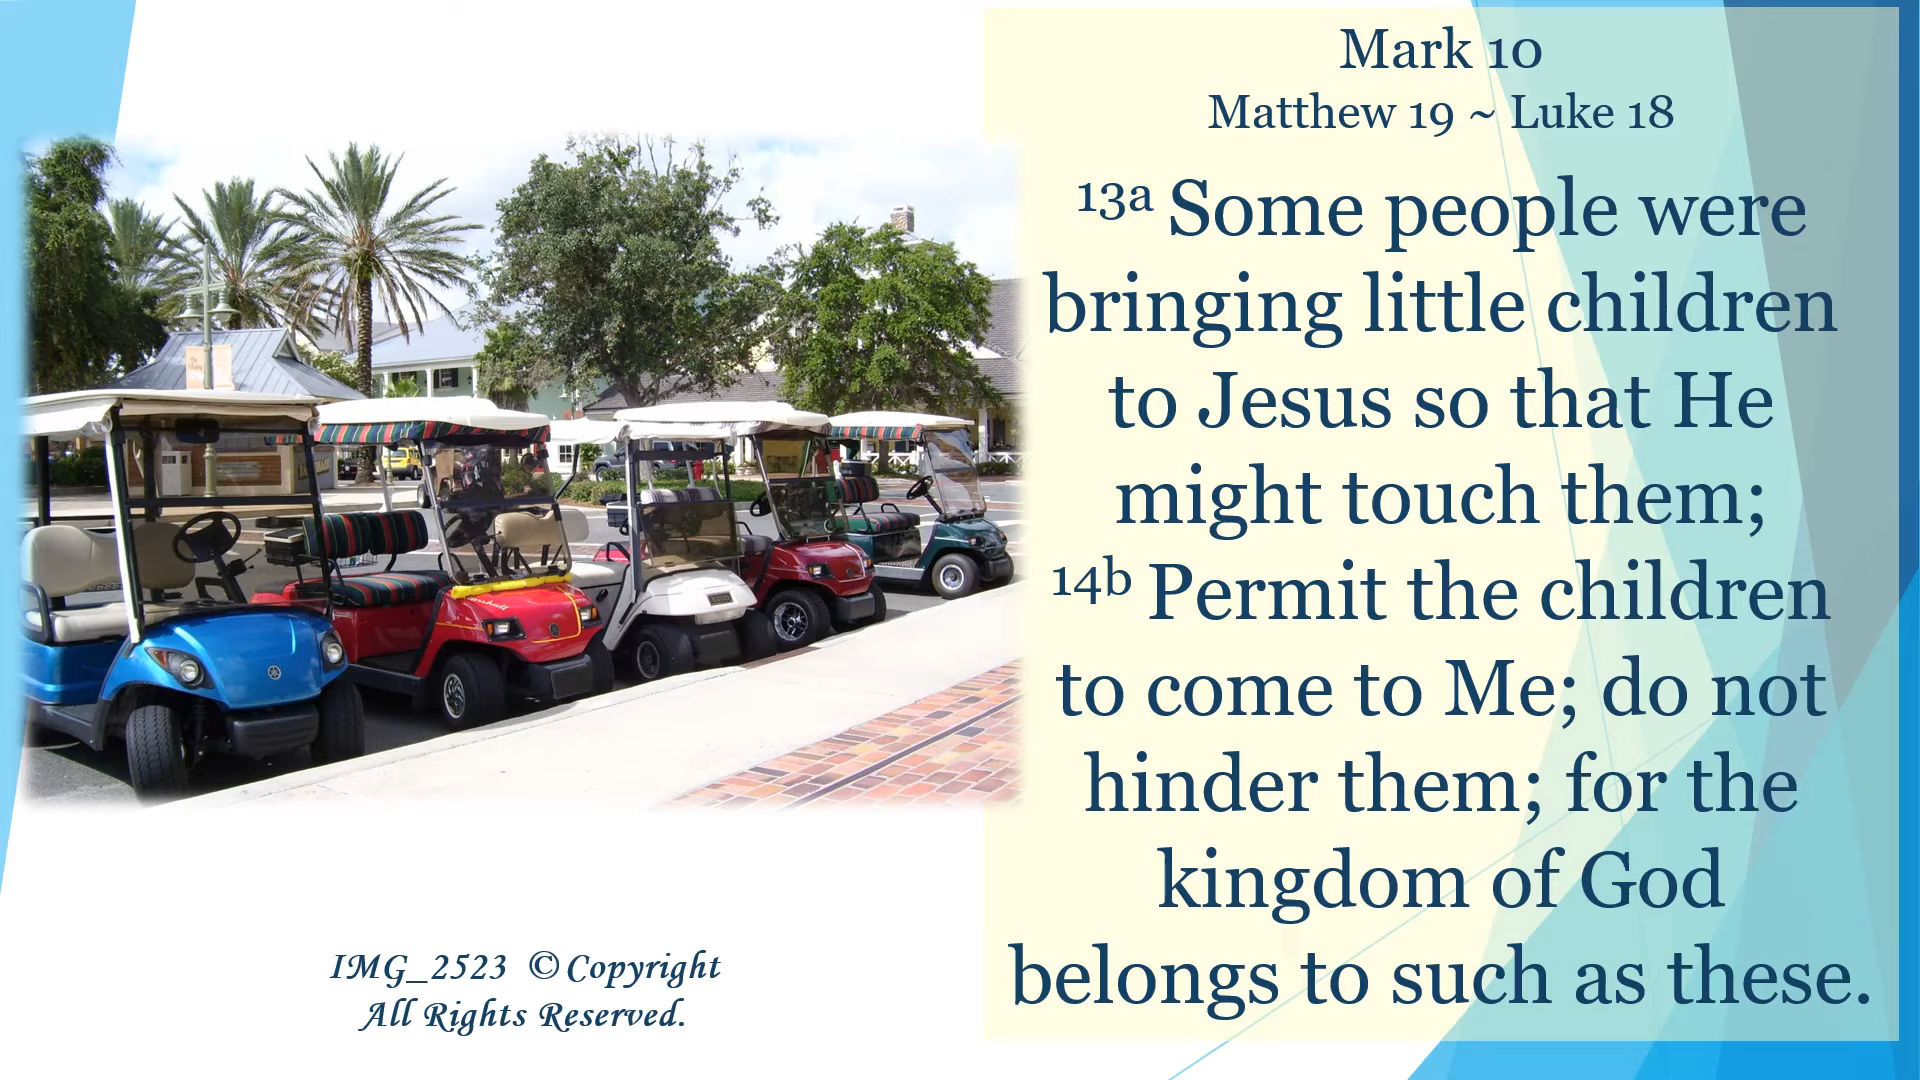 Mark 10
Matthew 19 ~ Luke 18
13a Some people were
bringing little children
to Jesus so that He
might touch them;
14b Permit the children
to come to Me; do not
hinder them; for the
kingdom of God
belongs to such as these.
IMG_2523 © Copyright
All Rights Reserved.